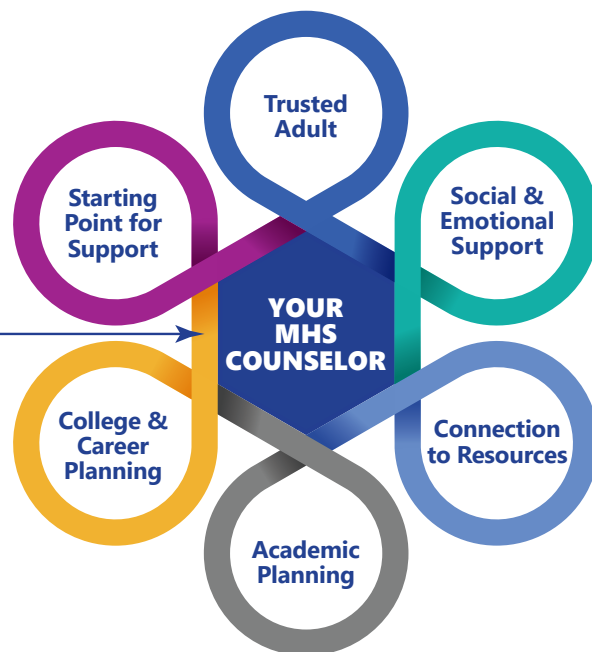 Trusted
Adult
Starting
Point for
Support
Social &
Emotional
Support
YOUR
MHS
COUNSELOR
College &
Career
Planning
Connection
to Resources
Academic
Planning